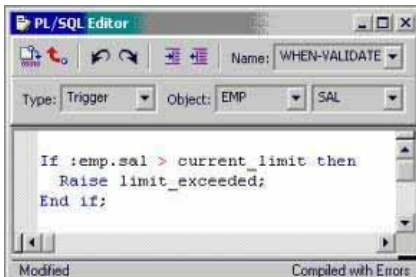 PL/SQL Editor
Name: WHEN-VALIDATE
Type: Trigger Object: EMP SAL
If :emp.sal > current_limit then
Raise limit_exceeded;
End if;
Modified Compiled with Errors